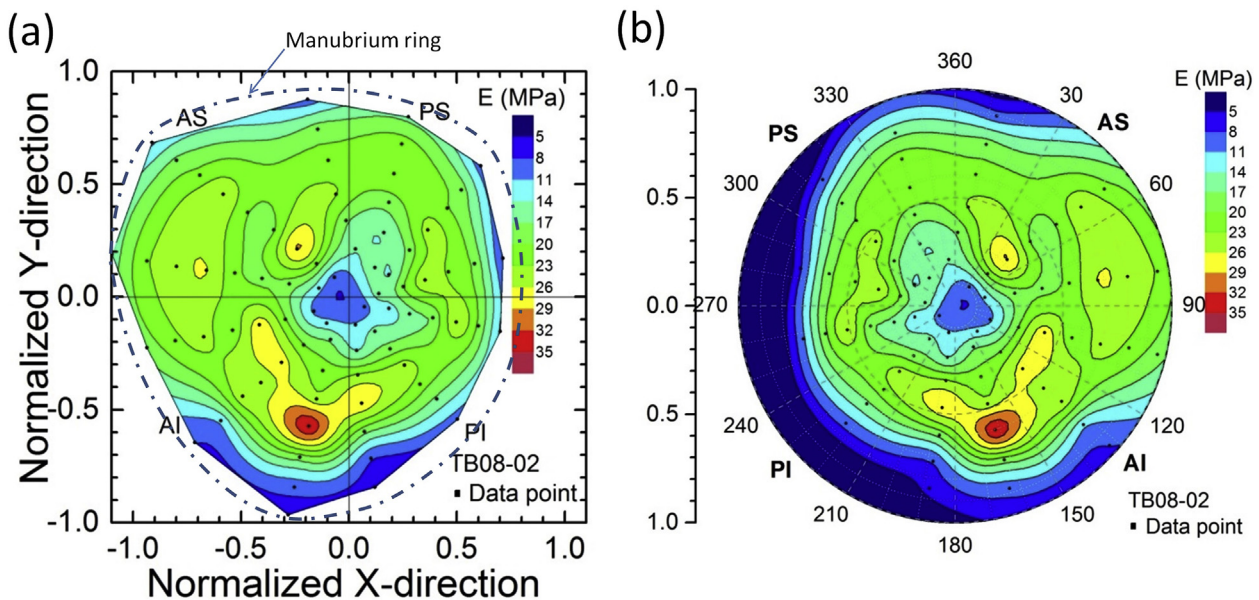 (a)
Manubrium ring
1.0
0.5
0.0
-0.5
-1.0
Normalized Y-direction
-1.0 -0.5 0.0 0.5 1.0
Normalized X-direction
AS
PS
AI
PI
E (MPa)
5
8
11
14
17
20
23
26
29
32
35
TB08-02
Data point
(b)
1.0
0.5
0.0
0.5
1.0
360
30
60
90
120
150
180
210
240
270
300
330
PS
AS
PI
AI
E (MPa)
5
8
11
14
17
20
23
26
29
32
35
TB08-02
Data point